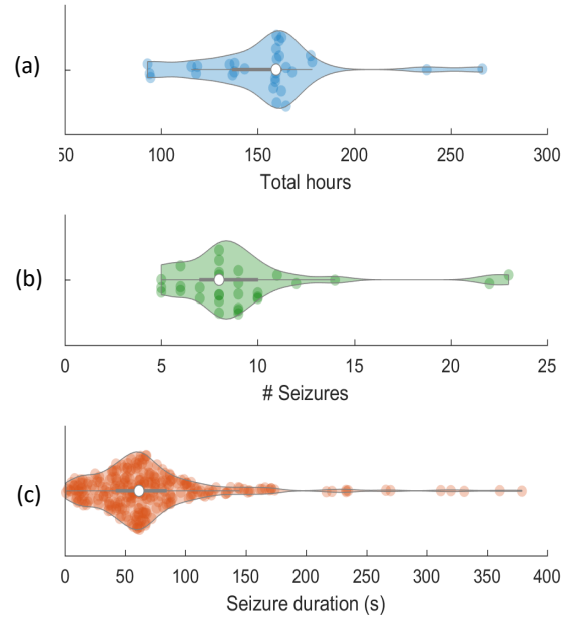 (a)
50 100 150 200 250 300
Total hours
(b)
0 5 10 15 20 25
# Seizures
(c)
0 50 100 150 200 250 300 350 400
Seizure duration (s)